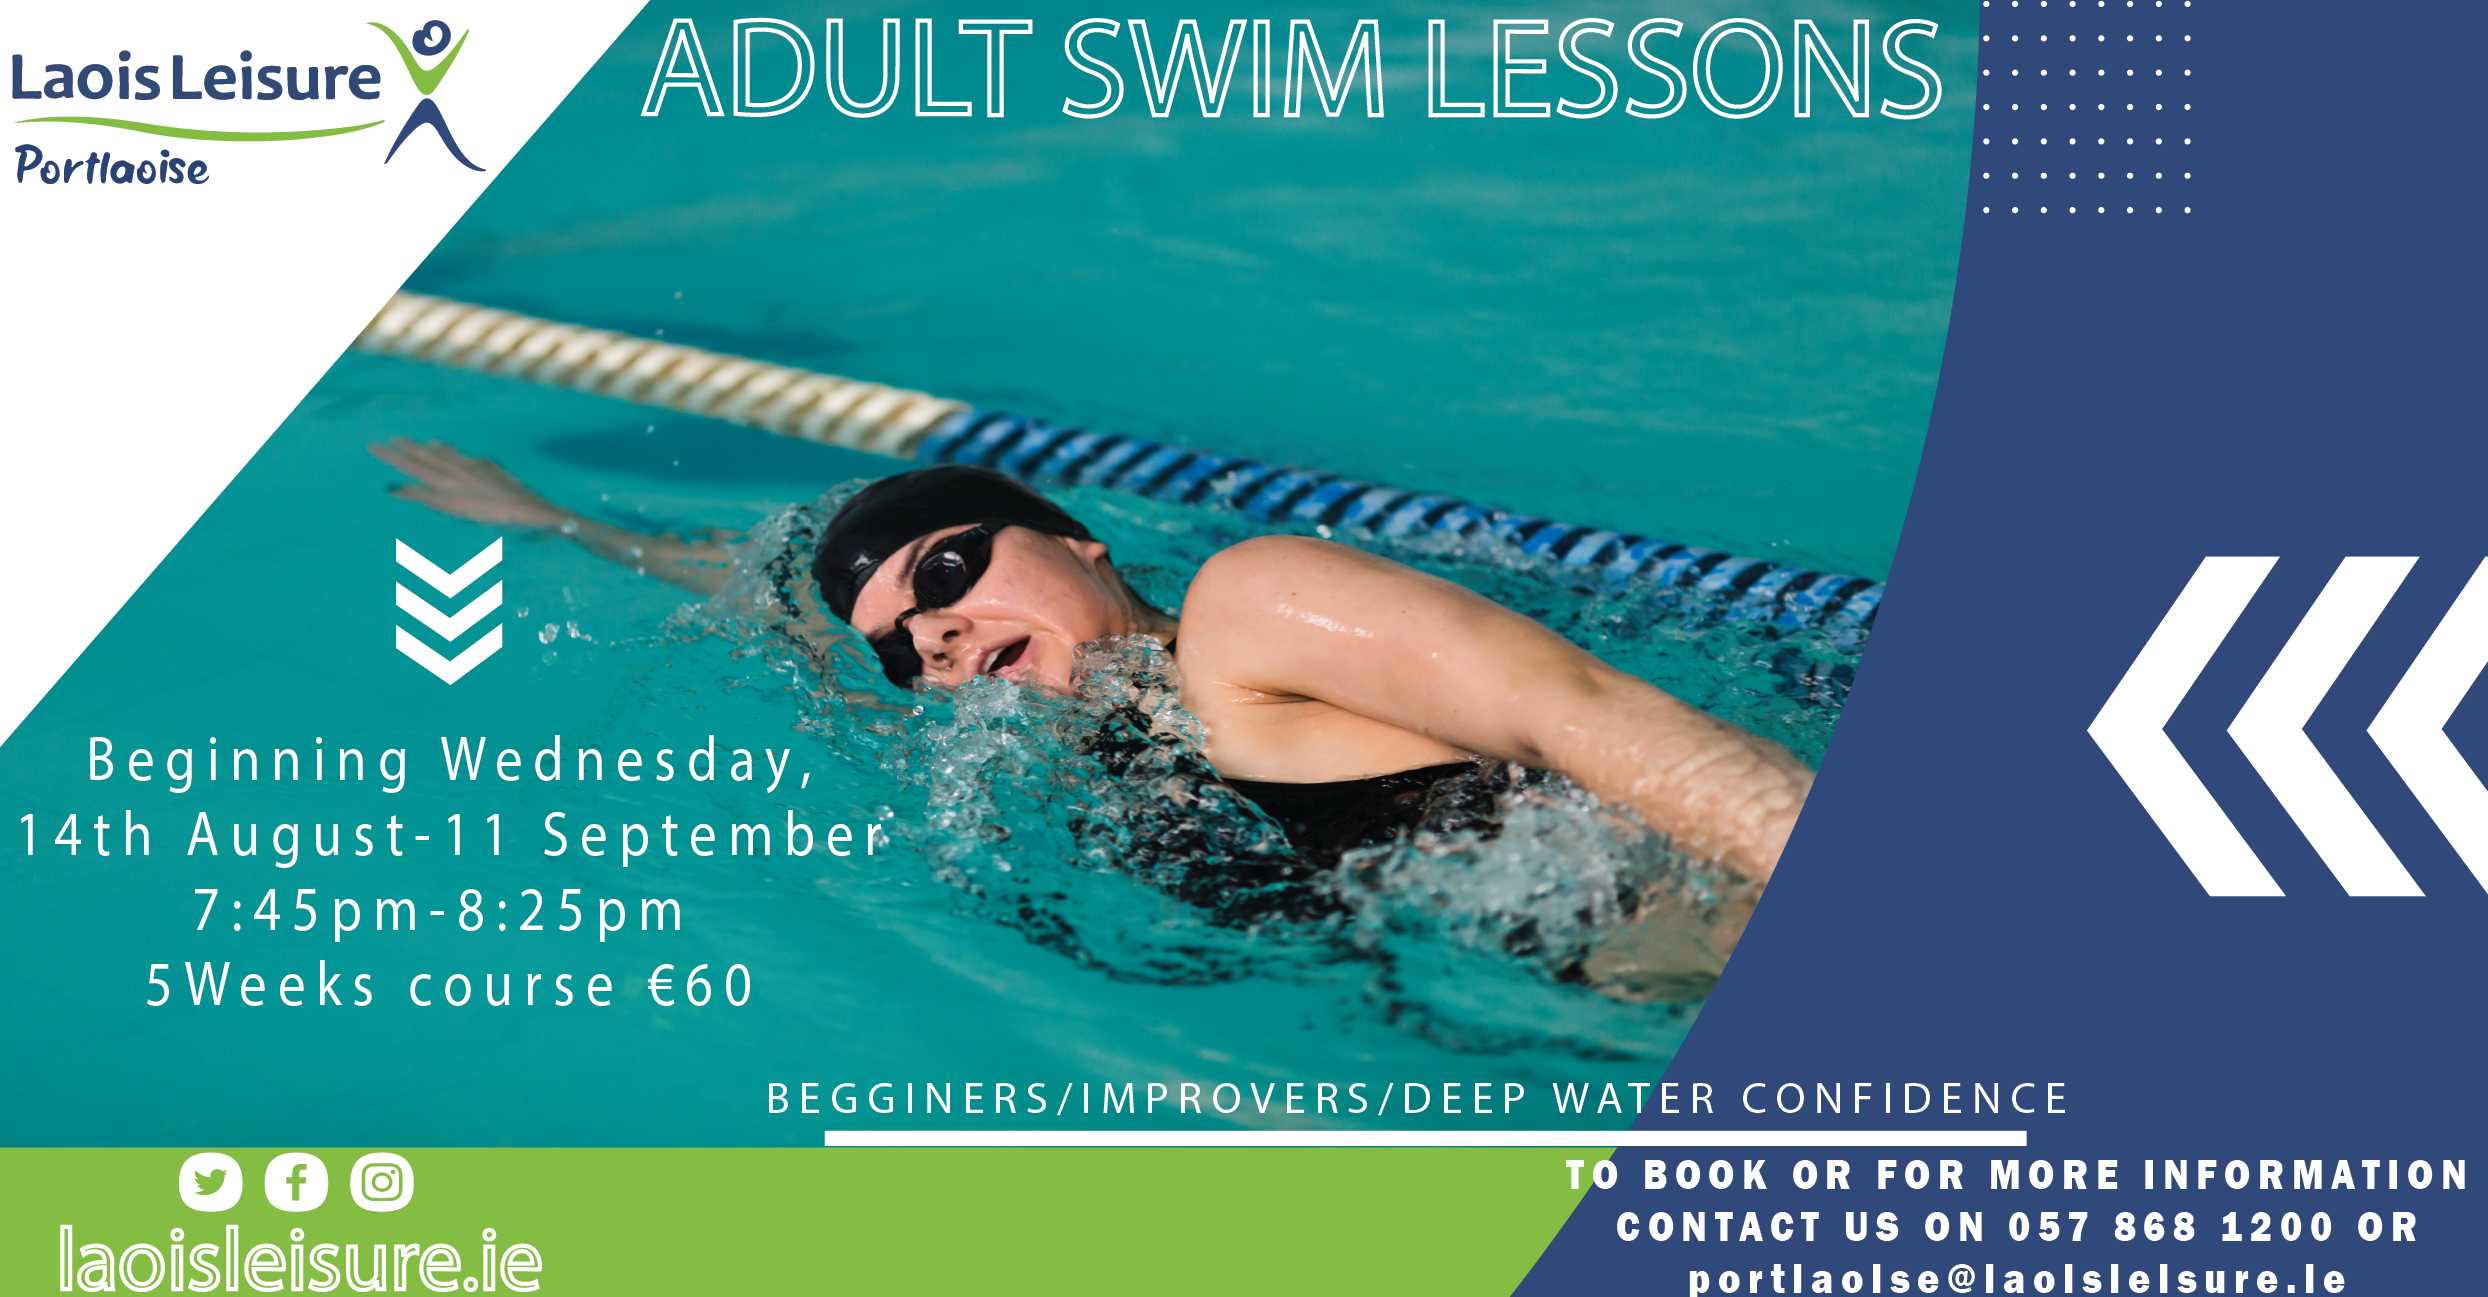 Laois Leisure
Portlaoise
ADULT SWIM LESSONS
Beginning Wednesday,
14th August-11 September
7:45pm-8:25pm
5Weeks course €60
BEGGINERS/IMPROVERS/DEEP WATER CONFIDENCE
laoisleisure.ie
TO BOOK OR FOR MORE INFORMATION
CONTACT US ON 057 868 1200 OR
portlaoIse@laoIsleIsure.Ie